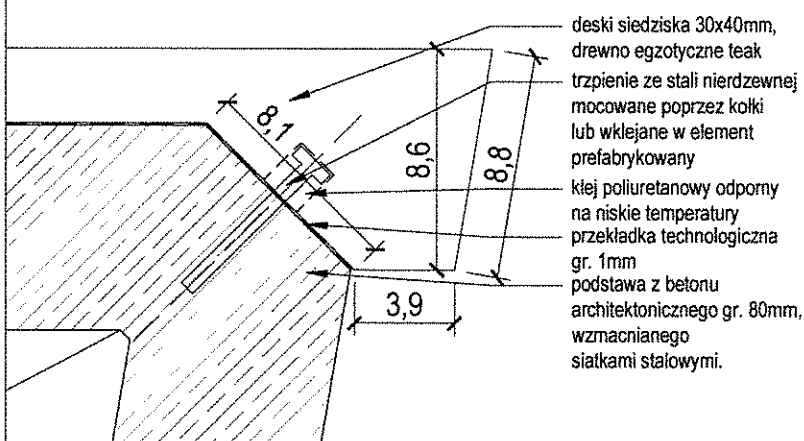 deski siedziska 30x40mm,
drewno egzotyczne teak
trzpienie ze stali nierdzewnej
mocowane poprzez kołki
lub wklejane w element
prefabrykowany
klej poliuretanowy odporny
na niskie temperatury
przekładka technologiczna
gr. 1mm
podstawa z betonu
architektonicznego gr. 80mm,
wzmacnianego
siatkami stalowymi.
8,1
8,6
8,8
3,9